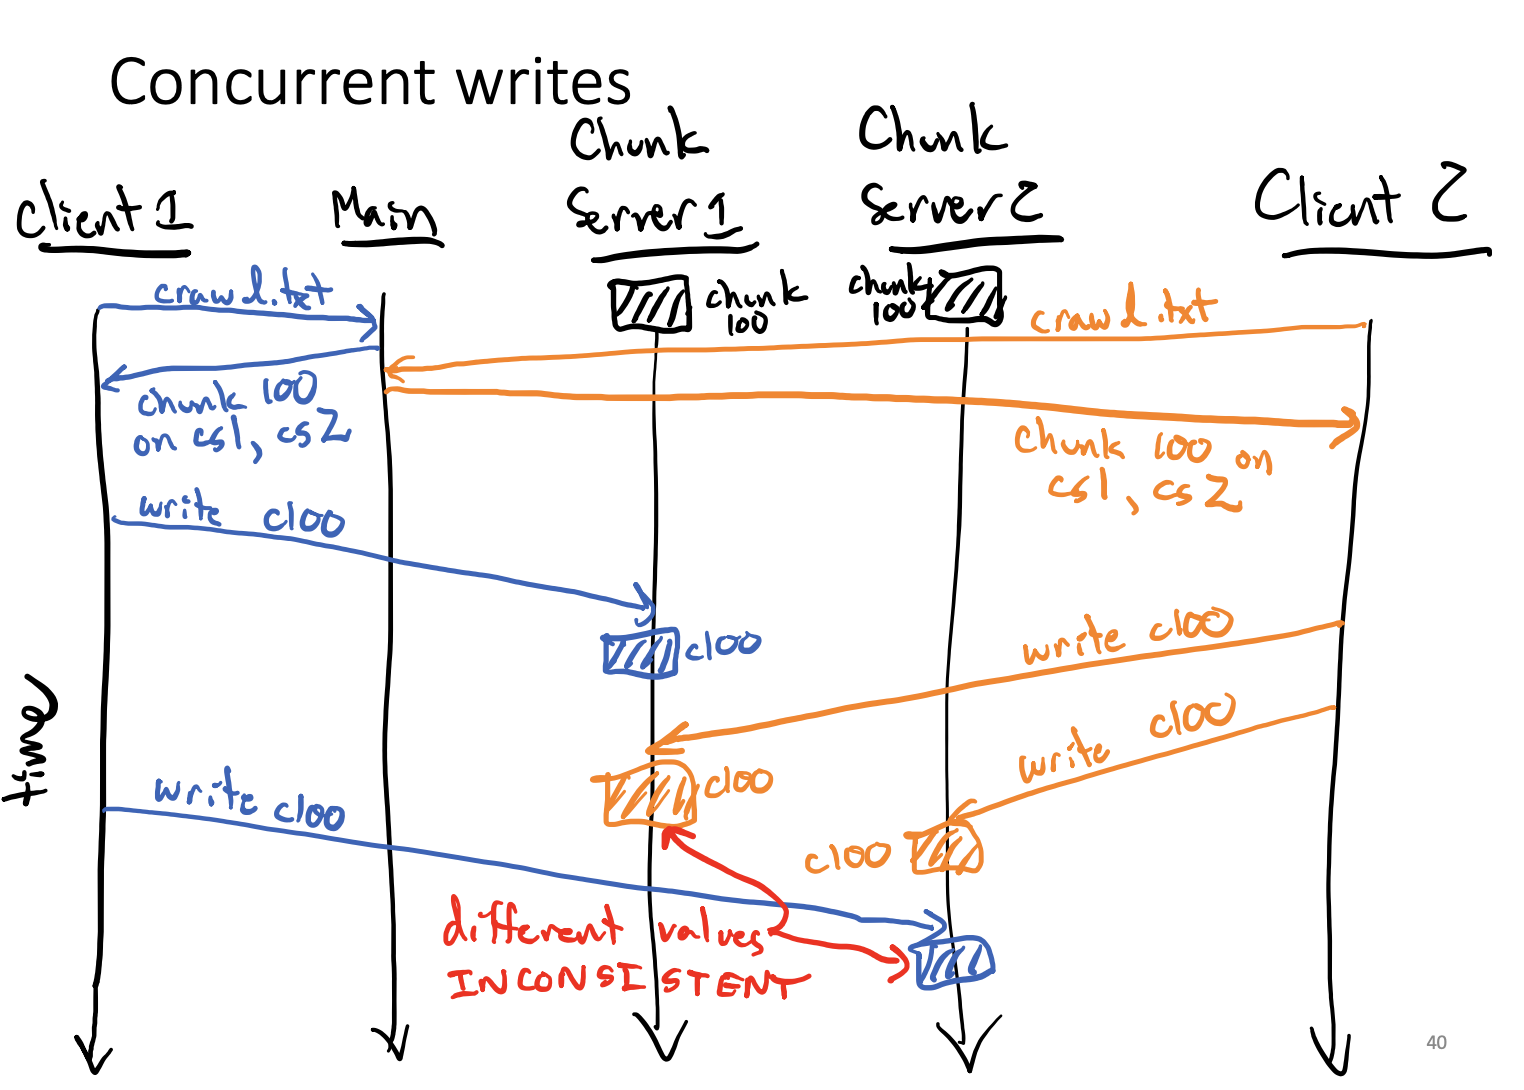 Concurrent writes
Client 1
Main
Chunk
Server 1
Chunk
Server 2
Client 2
chunk
100
chunk
100
crawl.txt
crawl.txt
chunk 100
on cs1, cs2
chunk 100 on
cs1, cs2
write c100
c100
write c100
write c100
c100
time
write c100
c100
different values
INCONSISTENT
40